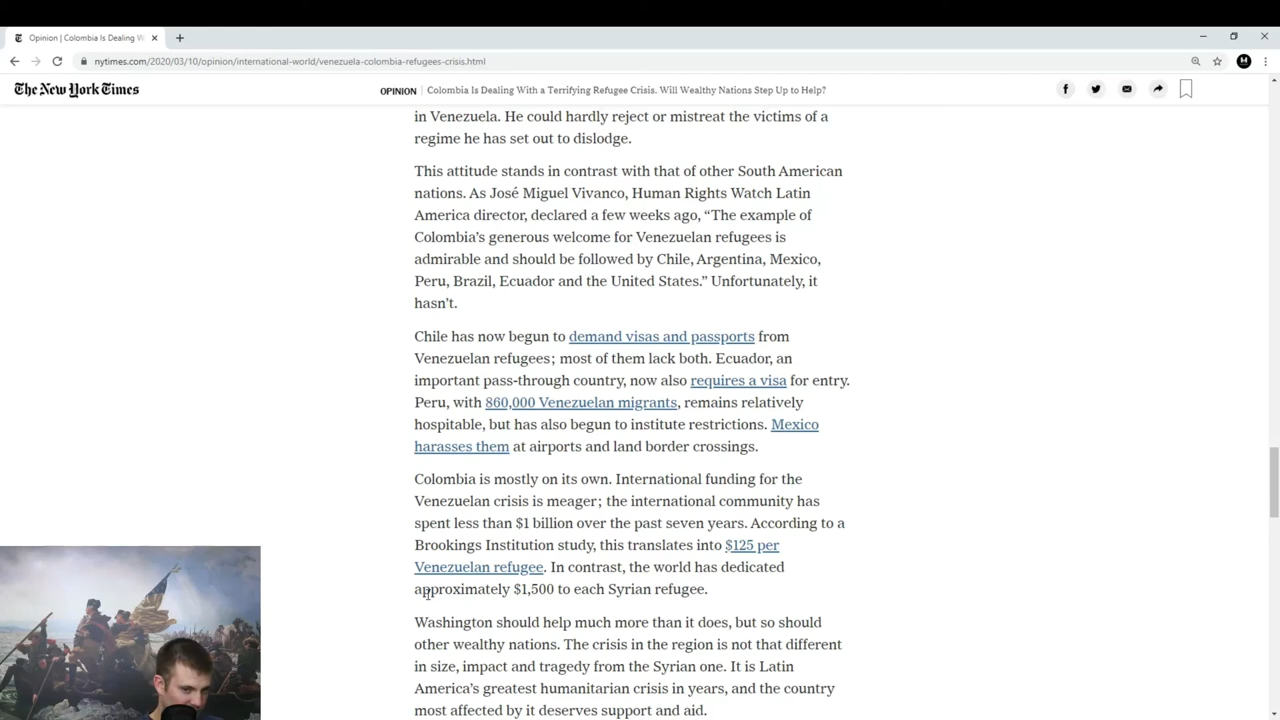 Opinion | Colombia Is Dealing W
nytimes.com/2020/03/10/opinion/international-world/venezuela-colombia-refugees-crisis.html
The New York Times
OPINION | Colombia Is Dealing With a Terrifying Refugee Crisis. Will Wealthy Nations Step Up to Help?
in Venezuela. He could hardly reject or mistreat the victims of a
regime he has set out to dislodge.
This attitude stands in contrast with that of other South American
nations. As José Miguel Vivanco, Human Rights Watch Latin
America director, declared a few weeks ago, “The example of
Colombia’s generous welcome for Venezuelan refugees is
admirable and should be followed by Chile, Argentina, Mexico,
Peru, Brazil, Ecuador and the United States.” Unfortunately, it
hasn’t.
Chile has now begun to demand visas and passports from
Venezuelan refugees; most of them lack both. Ecuador, an
important pass-through country, now also requires a visa for entry.
Peru, with 860,000 Venezuelan migrants, remains relatively
hospitable, but has also begun to institute restrictions. Mexico
harasses them at airports and land border crossings.
Colombia is mostly on its own. International funding for the
Venezuelan crisis is meager; the international community has
spent less than $1 billion over the past seven years. According to a
Brookings Institution study, this translates into $125 per
Venezuelan refugee. In contrast, the world has dedicated
approximately $1,500 to each Syrian refugee.
Washington should help much more than it does, but so should
other wealthy nations. The crisis in the region is not that different
in size, impact and tragedy from the Syrian one. It is Latin
America’s greatest humanitarian crisis in years, and the country
most affected by it deserves support and aid.